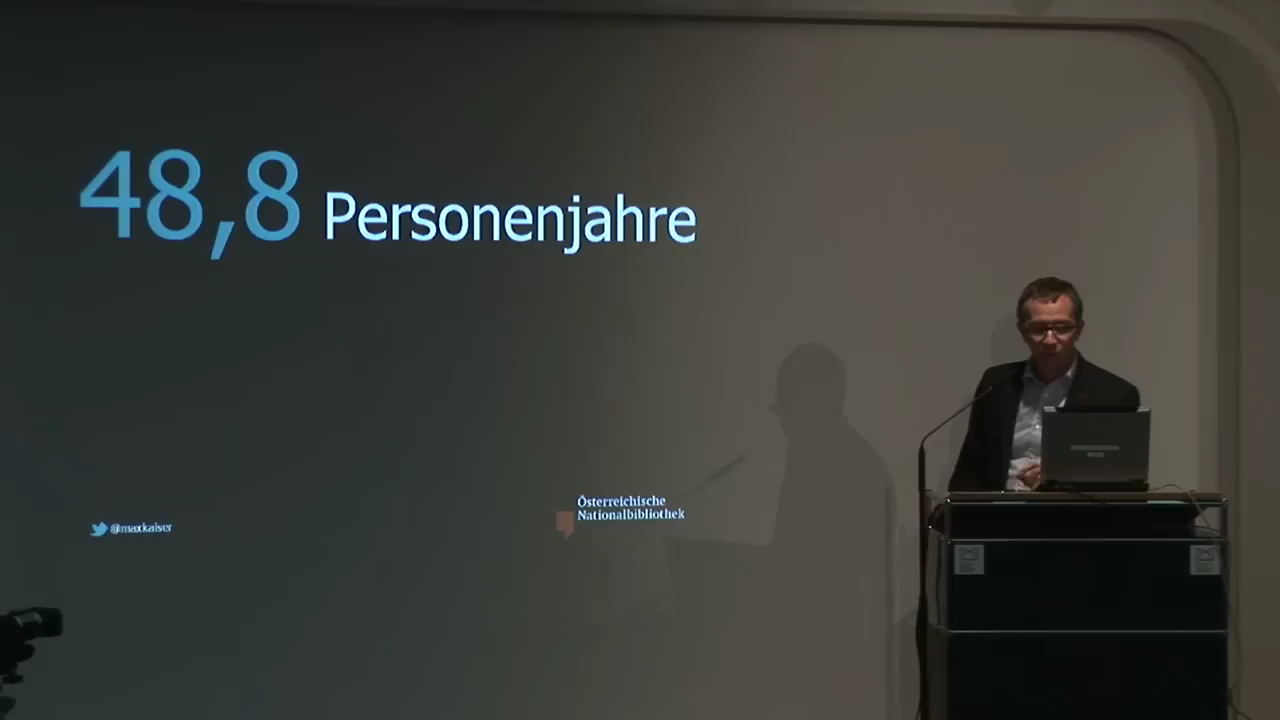 48,8 Personenjahre
@maxkaiser
Österreichische
Nationalbibliothek